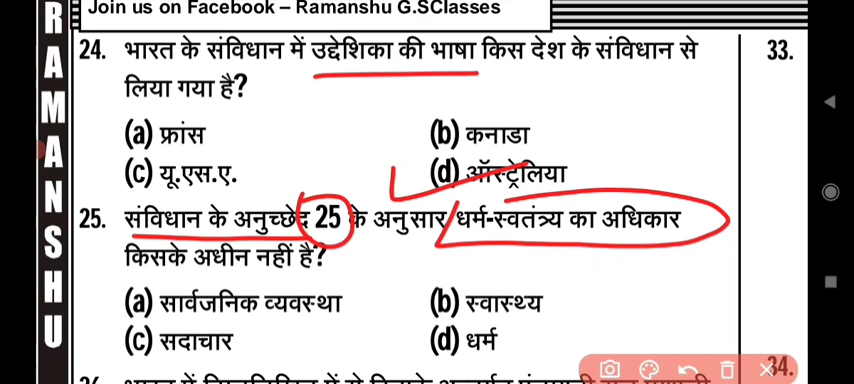 Join us on Facebook – Ramanshu G.SClasses
RAMANSHU
24. भारत के संविधान में उद्देशिका की भाषा किस देश के संविधान से
लिया गया है?
(a) फ्रांस (b) कनाडा
(c) यू.एस.ए. (d) ऑस्ट्रेलिया
25. संविधान के अनुच्छेद 25 के अनुसार धर्म-स्वतंत्र्य का अधिकार
किसके अधीन नहीं है?
(a) सार्वजनिक व्यवस्था (b) स्वास्थ्य
(c) सदाचार (d) धर्म
33.
34.